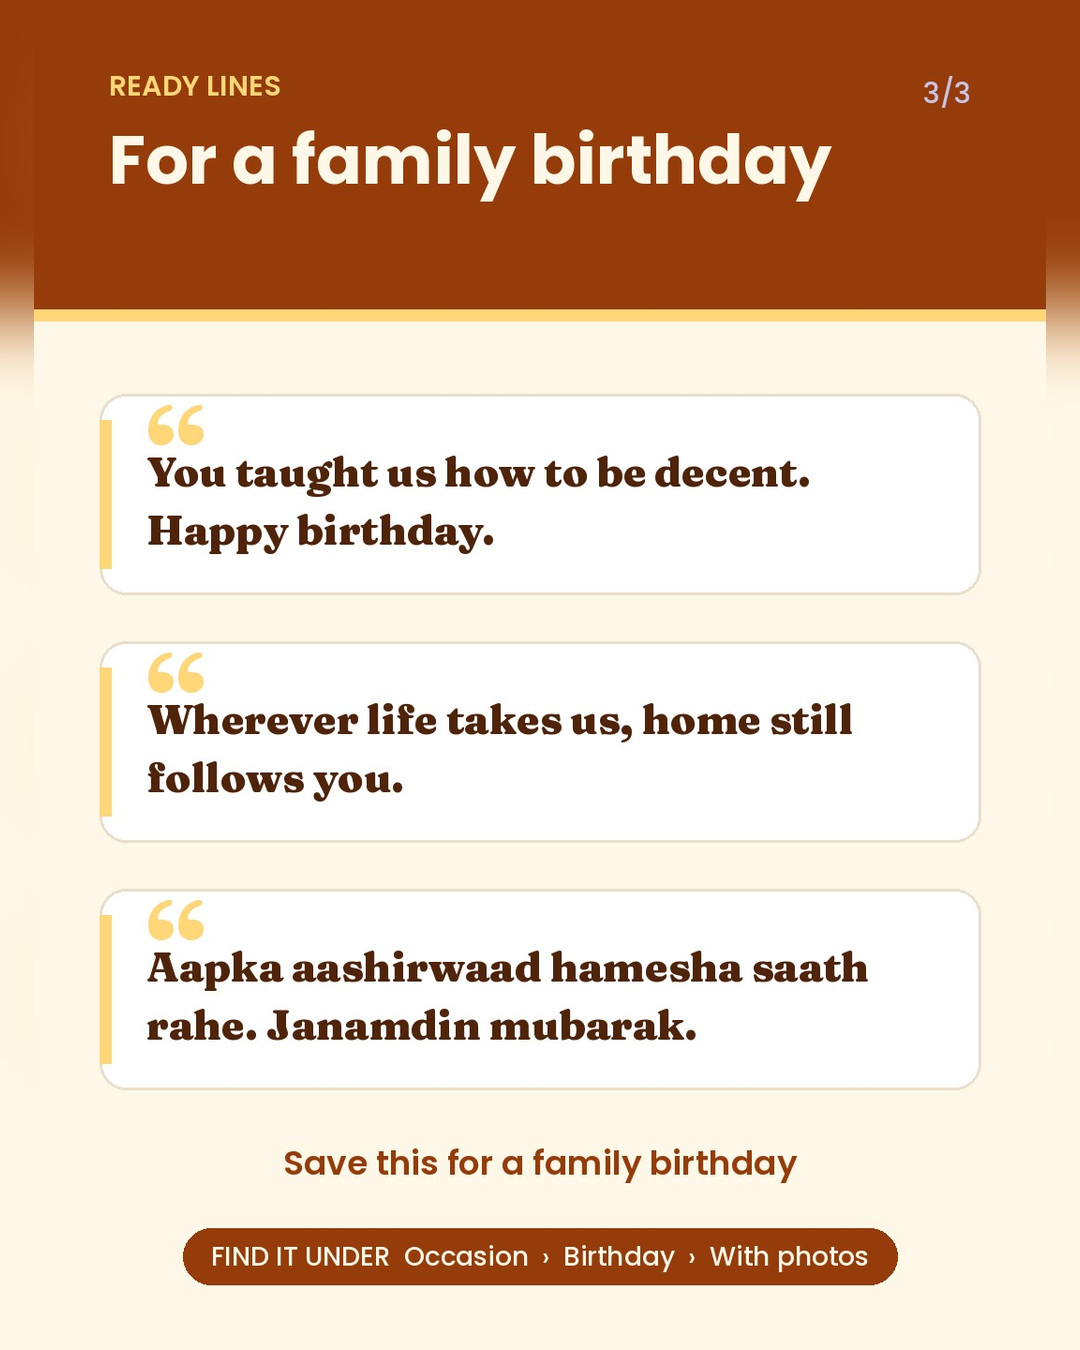 READY LINES
3/3
For a family birthday
“
You taught us how to be decent.
Happy birthday.
“
Wherever life takes us, home still
follows you.
“
Aapka aashirwaad hamesha saath
rahe. Janamdin mubarak.
Save this for a family birthday
FIND IT UNDER Occasion › Birthday › With photos